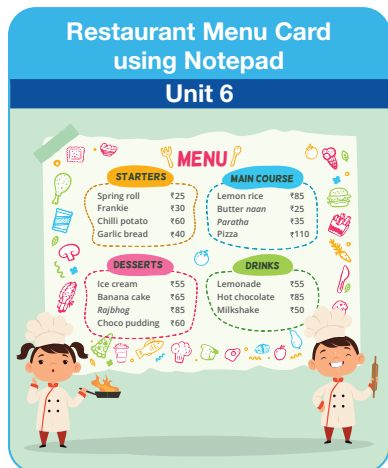 Restaurant Menu Card
using Notepad
Unit 6
MENU
STARTERS
Spring roll ₹25
Frankie ₹30
Chilli potato ₹60
Garlic bread ₹40
MAIN COURSE
Lemon rice ₹85
Butter naan ₹25
Paratha ₹35
Pizza ₹110
DESSERTS
Ice cream ₹55
Banana cake ₹65
Rajbhog ₹85
Choco pudding ₹60
DRINKS
Lemonade ₹55
Hot chocolate ₹85
Milkshake ₹50